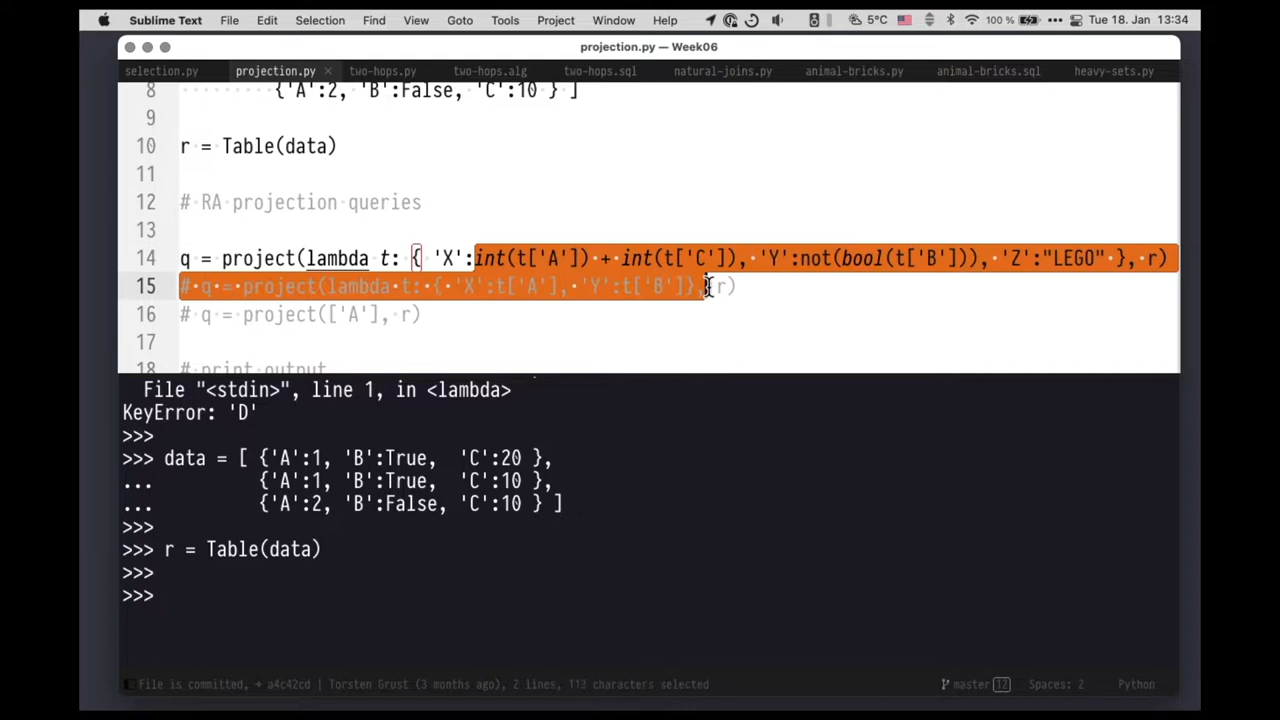 Sublime Text File Edit Selection Find View Goto Tools Project Window Help 5°C 100 % Tue 18. Jan 13:34
projection.py — Week06
selection.py projection.py × two-hops.py two-hops.alg two-hops.sql natural-joins.py animal-bricks.py animal-bricks.sql heavy-sets.py
8 {'A':2, 'B':False, 'C':10 } ]
9
10 r = Table(data)
11
12 # RA projection queries
13
14 q = project(lambda t: { 'X':int(t['A']) + int(t['C']), 'Y':not(bool(t['B'])), 'Z':"LEGO" }, r)
15 # q = project(lambda t: { 'X':t['A'], 'Y':t['B']}, r)
16 # q = project(['A'], r)
17
18 # print output
File "<stdin>", line 1, in <lambda>
KeyError: 'D'
>>>
>>> data = [ {'A':1, 'B':True, 'C':20 },
... {'A':1, 'B':True, 'C':10 },
... {'A':2, 'B':False, 'C':10 } ]
>>>
>>> r = Table(data)
>>>
>>>
File is committed, → a4c42cd | Torsten Grust (3 months ago), 2 lines, 113 characters selected master 12 Spaces: 2 Python